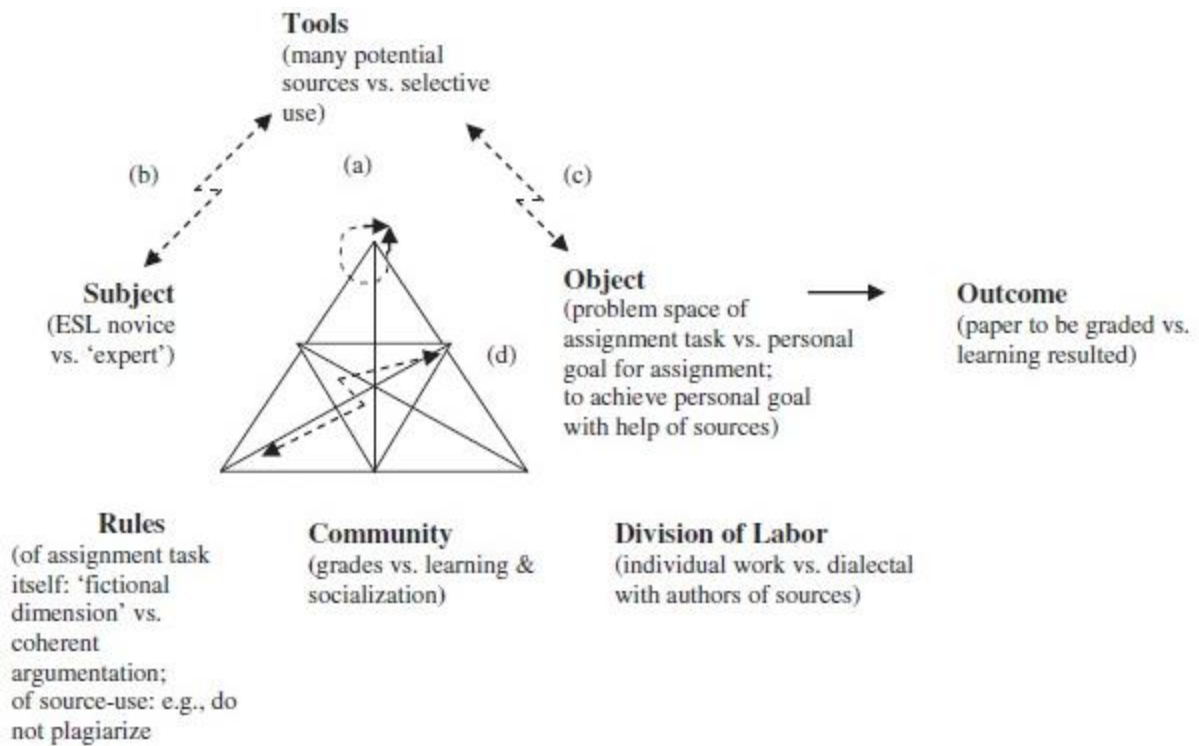 Tools
(many potential
sources vs. selective
use)
(a)
(b)
(c)
Subject
(ESL novice
vs. ‘expert’)
(d)
Object
(problem space of
assignment task vs. personal
goal for assignment;
to achieve personal goal
with help of sources)
Outcome
(paper to be graded vs.
learning resulted)
Rules
(of assignment task
itself: ‘fictional
dimension’ vs.
coherent
argumentation;
of source-use: e.g., do
not plagiarize
Community
(grades vs. learning &
socialization)
Division of Labor
(individual work vs. dialectal
with authors of sources)